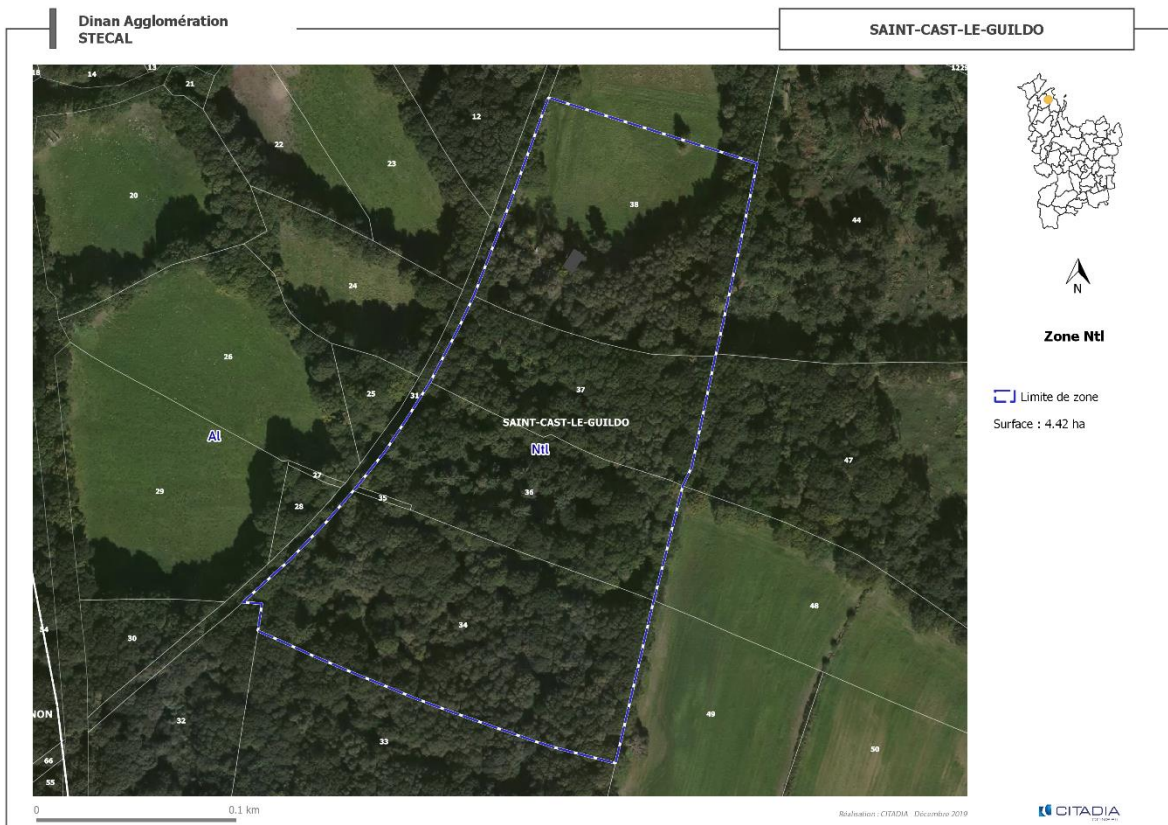 Dinan Agglomération
STECAL
SAINT-CAST-LE-GUILDO
18
14
13
21
12
22
23
20
38
44
24
26
25
31
37
SAINT-CAST-LE-GUILDO
Al
Ntl
47
27
29
28
35
36
48
34
54
30
NON
32
33
49
50
66
55
N
Zone Ntl
Limite de zone
Surface : 4.42 ha
0
0.1 km
Réalisation : CITADIA Décembre 2019
CITADIA